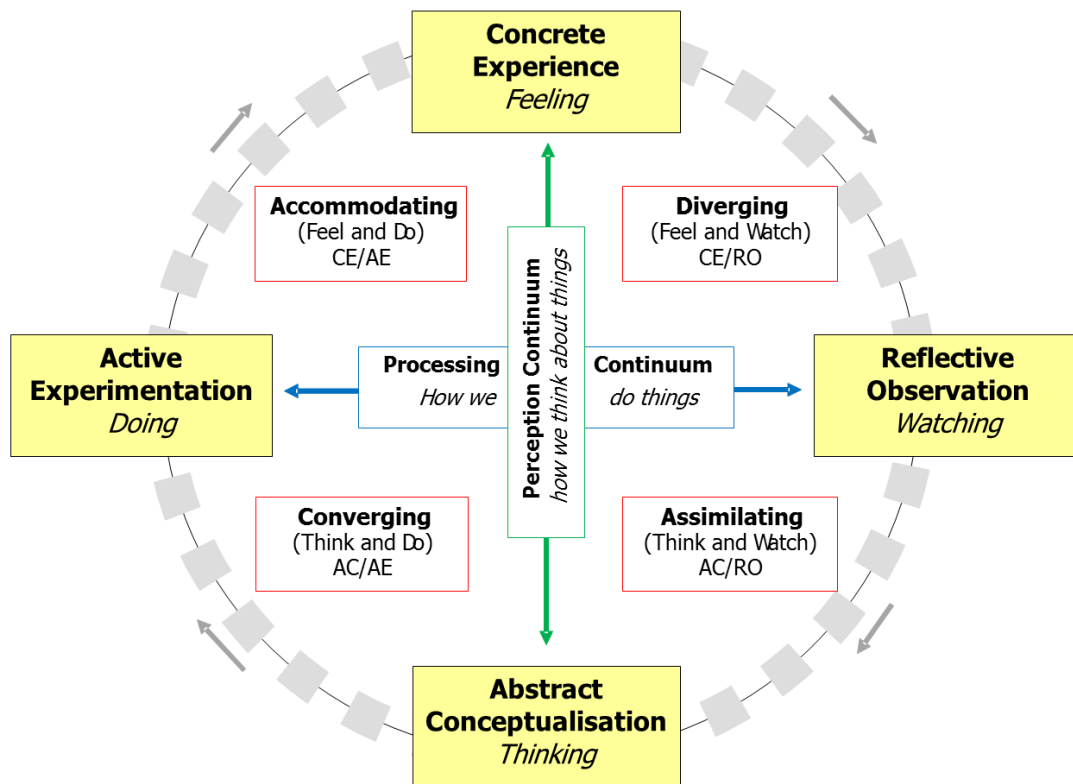 Concrete
Experience
Feeling
Accommodating
(Feel and Do)
CE/AE
Diverging
(Feel and Watch)
CE/RO
Active
Experimentation
Doing
Processing
How we
Perception Continuum
how we think about things
Continuum
do things
Reflective
Observation
Watching
Converging
(Think and Do)
AC/AE
Assimilating
(Think and Watch)
AC/RO
Abstract
Conceptualisation
Thinking